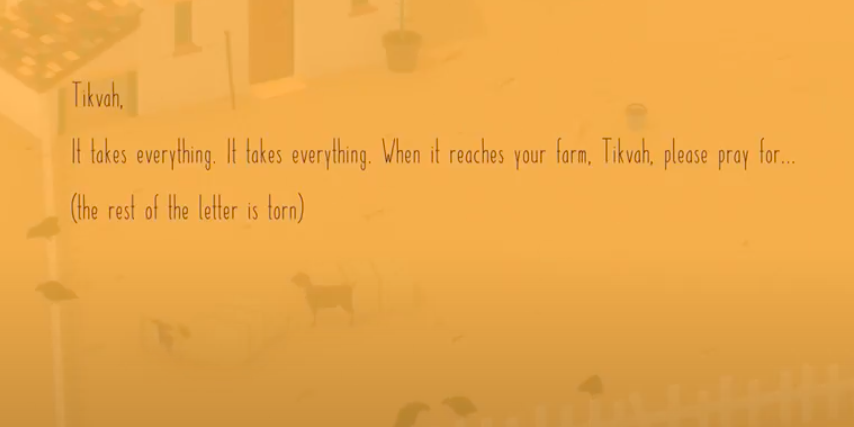 Tikvah,
It takes everything. It takes everything. When it reaches your farm, Tikvah, please pray for...
(the rest of the letter is torn)